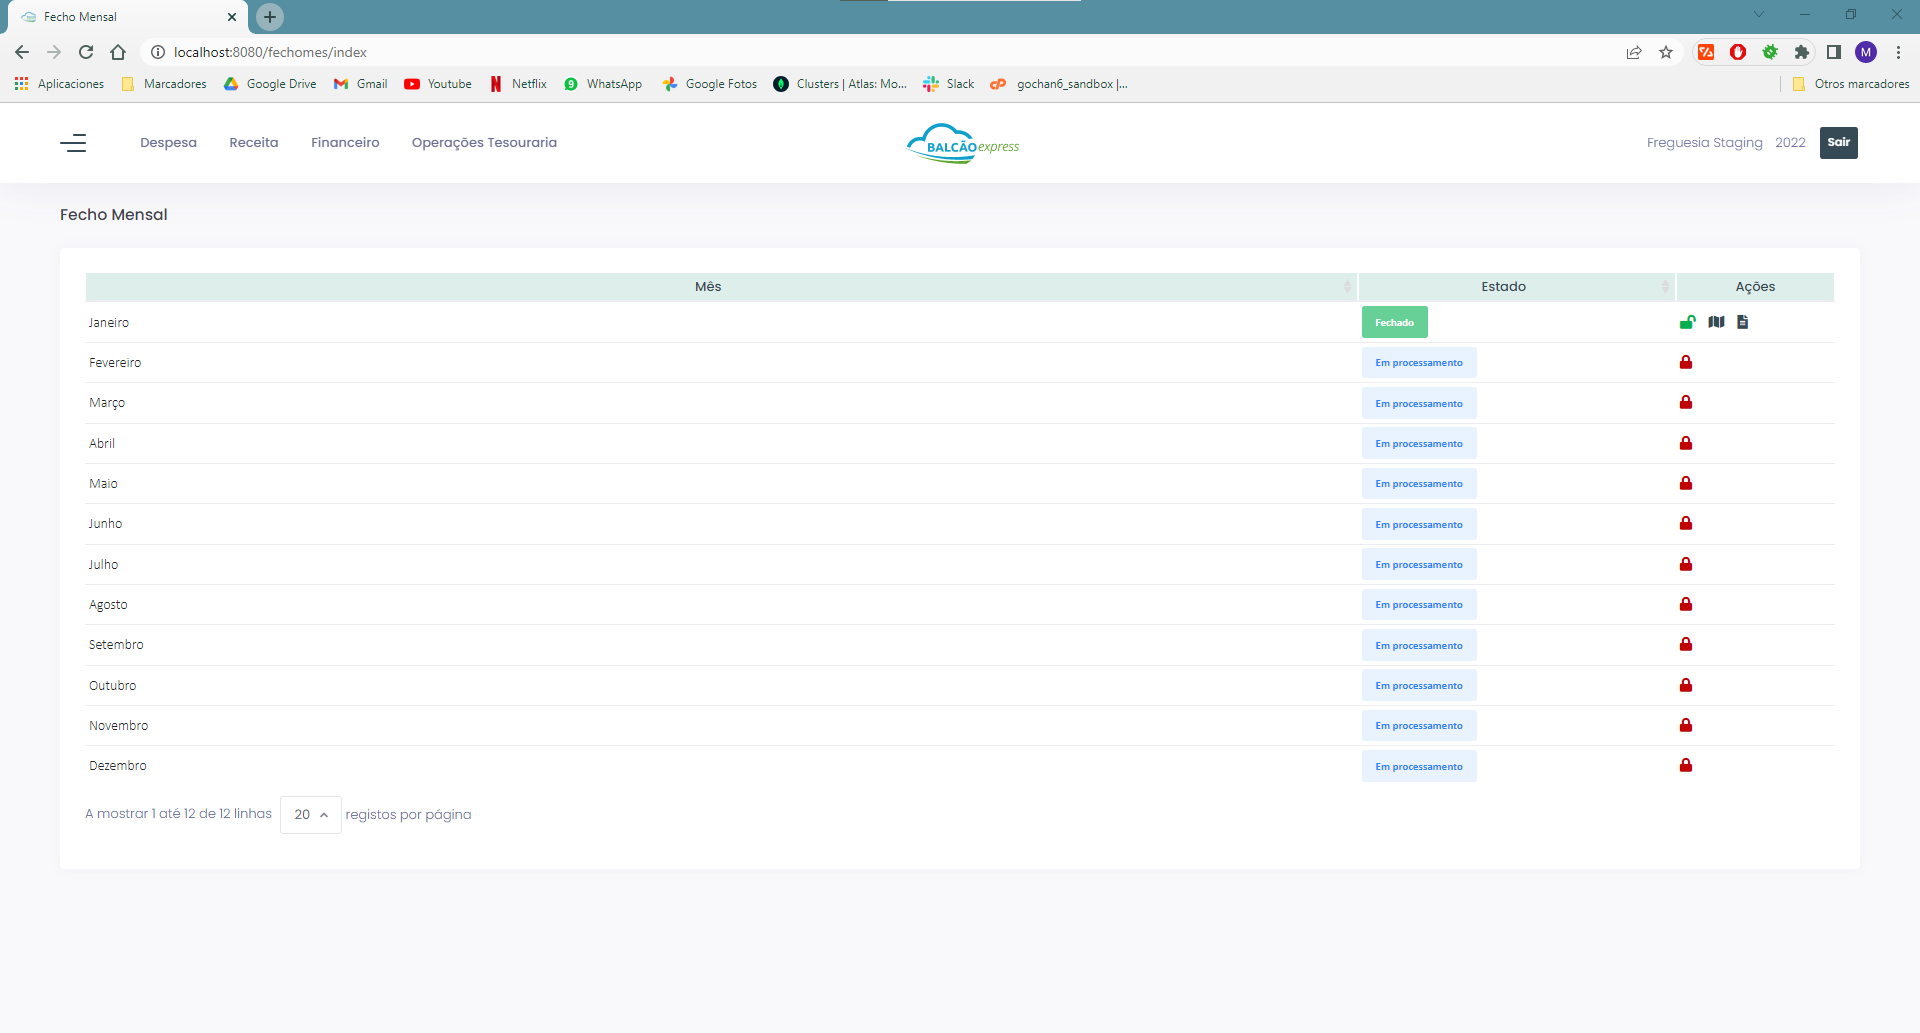 Fecho Mensal
localhost:8080/fechomes/index
M
Aplicaciones Marcadores Google Drive Gmail Youtube Netflix 9 WhatsApp Google Fotos Clusters | Atlas: Mo... Slack cP gochan6_sandbox |... Otros marcadores
Despesa Receita Financeiro Operações Tesouraria BALCÃO express Freguesia Staging 2022 Sair
Fecho Mensal
Mês Estado Ações
Janeiro Fechado
Fevereiro Em processamento
Março Em processamento
Abril Em processamento
Maio Em processamento
Junho Em processamento
Julho Em processamento
Agosto Em processamento
Setembro Em processamento
Outubro Em processamento
Novembro Em processamento
Dezembro Em processamento
A mostrar 1 até 12 de 12 linhas 20 registos por página